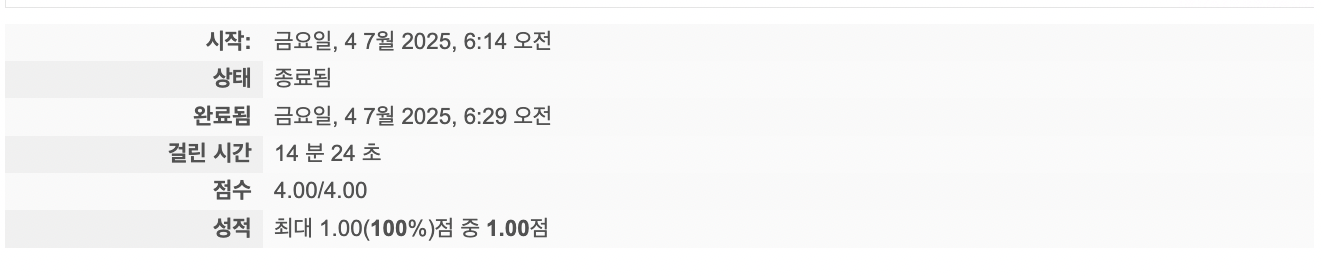 시작: 금요일, 4 7월 2025, 6:14 오전
상태 종료됨
완료됨 금요일, 4 7월 2025, 6:29 오전
걸린 시간 14 분 24 초
점수 4.00/4.00
성적 최대 1.00(100%)점 중 1.00점